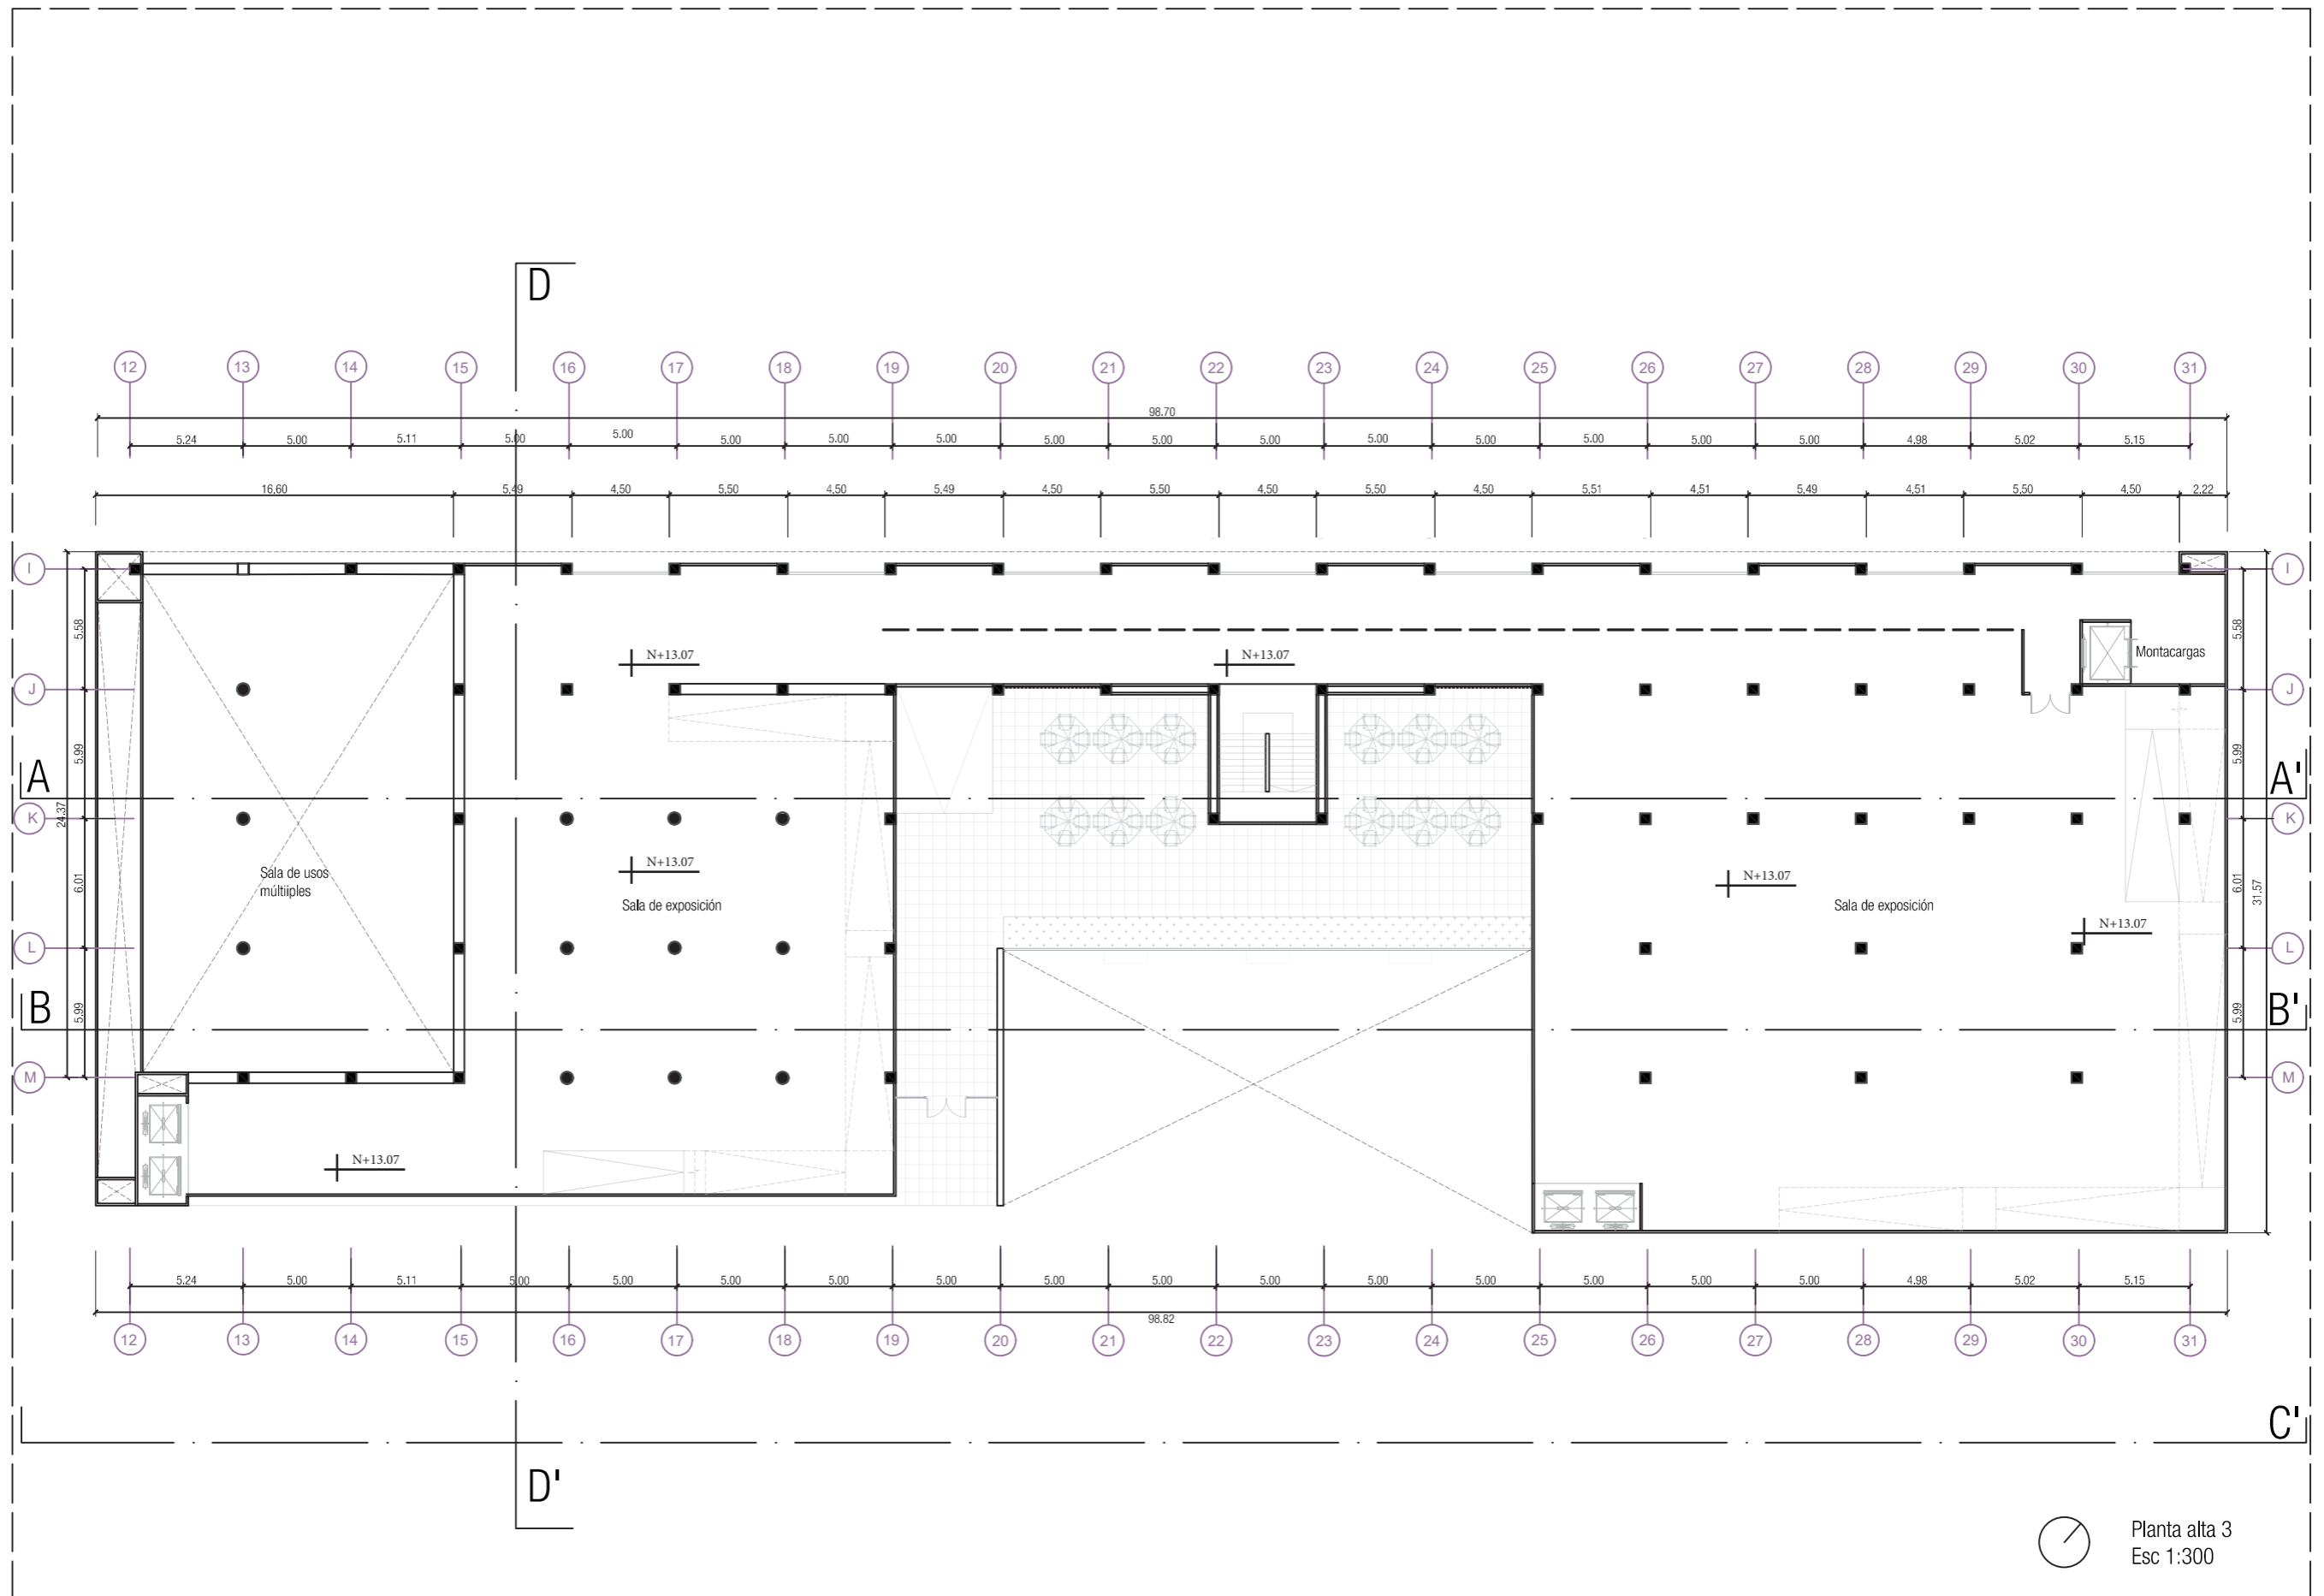 D
12 13 14 15 16 17 18 19 20 21 22 23 24 25 26 27 28 29 30 31
98.70
5.24 5.00 5.11 5.00 5.00 5.00 5.00 5.00 5.00 5.00 5.00 5.00 5.00 5.00 5.00 5.00 4.98 5.02 5.15
16.60 5.49 4.50 5.50 4.50 5.49 4.50 5.50 4.50 5.50 4.50 5.51 4.51 5.49 4.51 5.50 4.50 2.22
I I
5.58 5.58
N+13.07 N+13.07 Montacargas
J J
5.99 5.99
A A'
24.37
K K
N+13.07 N+13.07
Sala de usos
múltiiples
6.01 6.01
31.57
Sala de exposición Sala de exposición
N+13.07
L L
5.99 5.99
B B'
M M
N+13.07
5.24 5.00 5.11 5.00 5.00 5.00 5.00 5.00 5.00 5.00 5.00 5.00 5.00 5.00 5.00 5.00 4.98 5.02 5.15
98.82
12 13 14 15 16 17 18 19 20 21 22 23 24 25 26 27 28 29 30 31
C'
D'
Planta alta 3
Esc 1:300